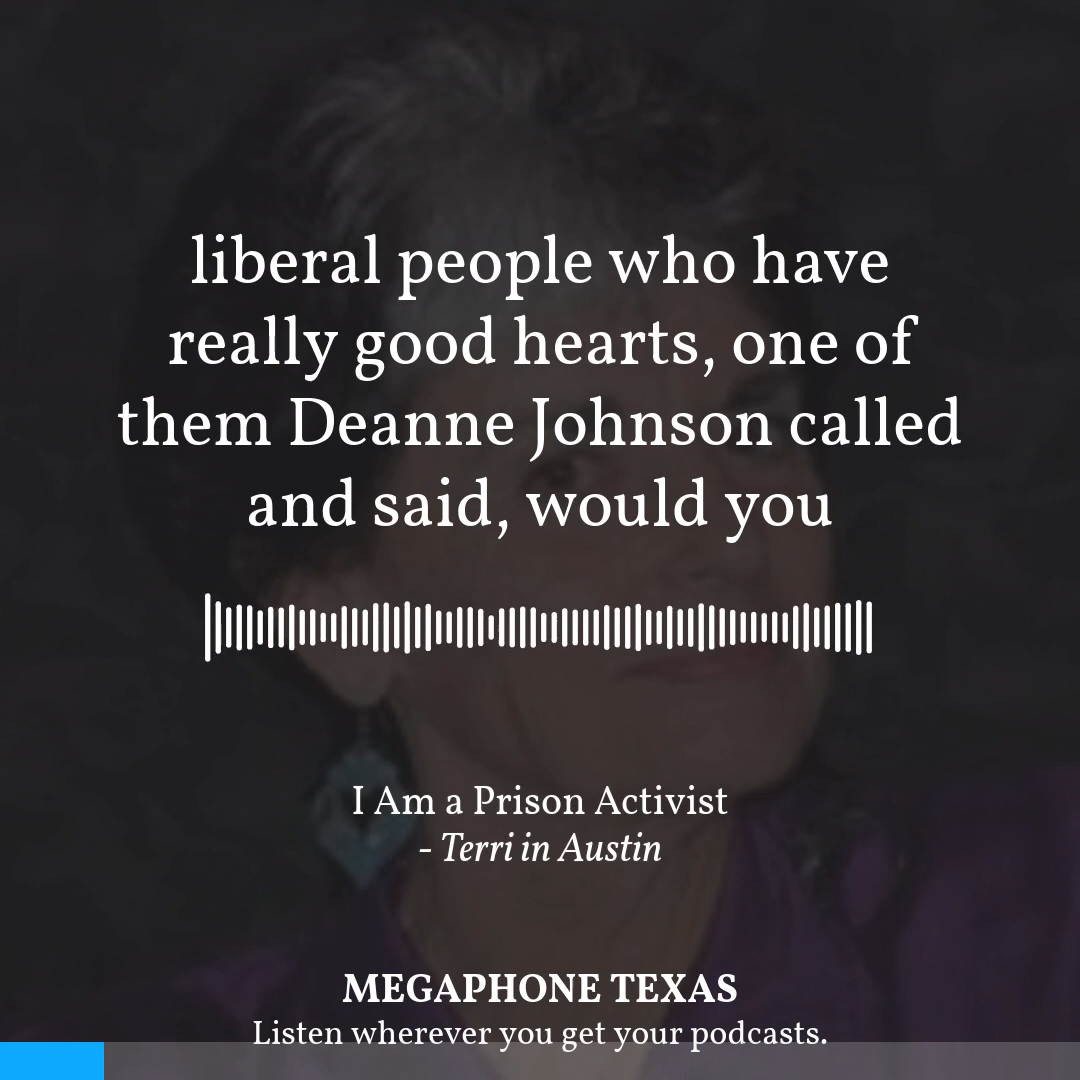 liberal people who have
really good hearts, one of
them Deanne Johnson called
and said, would you
I Am a Prison Activist
- Terri in Austin
MEGAPHONE TEXAS
Listen wherever you get your podcasts.